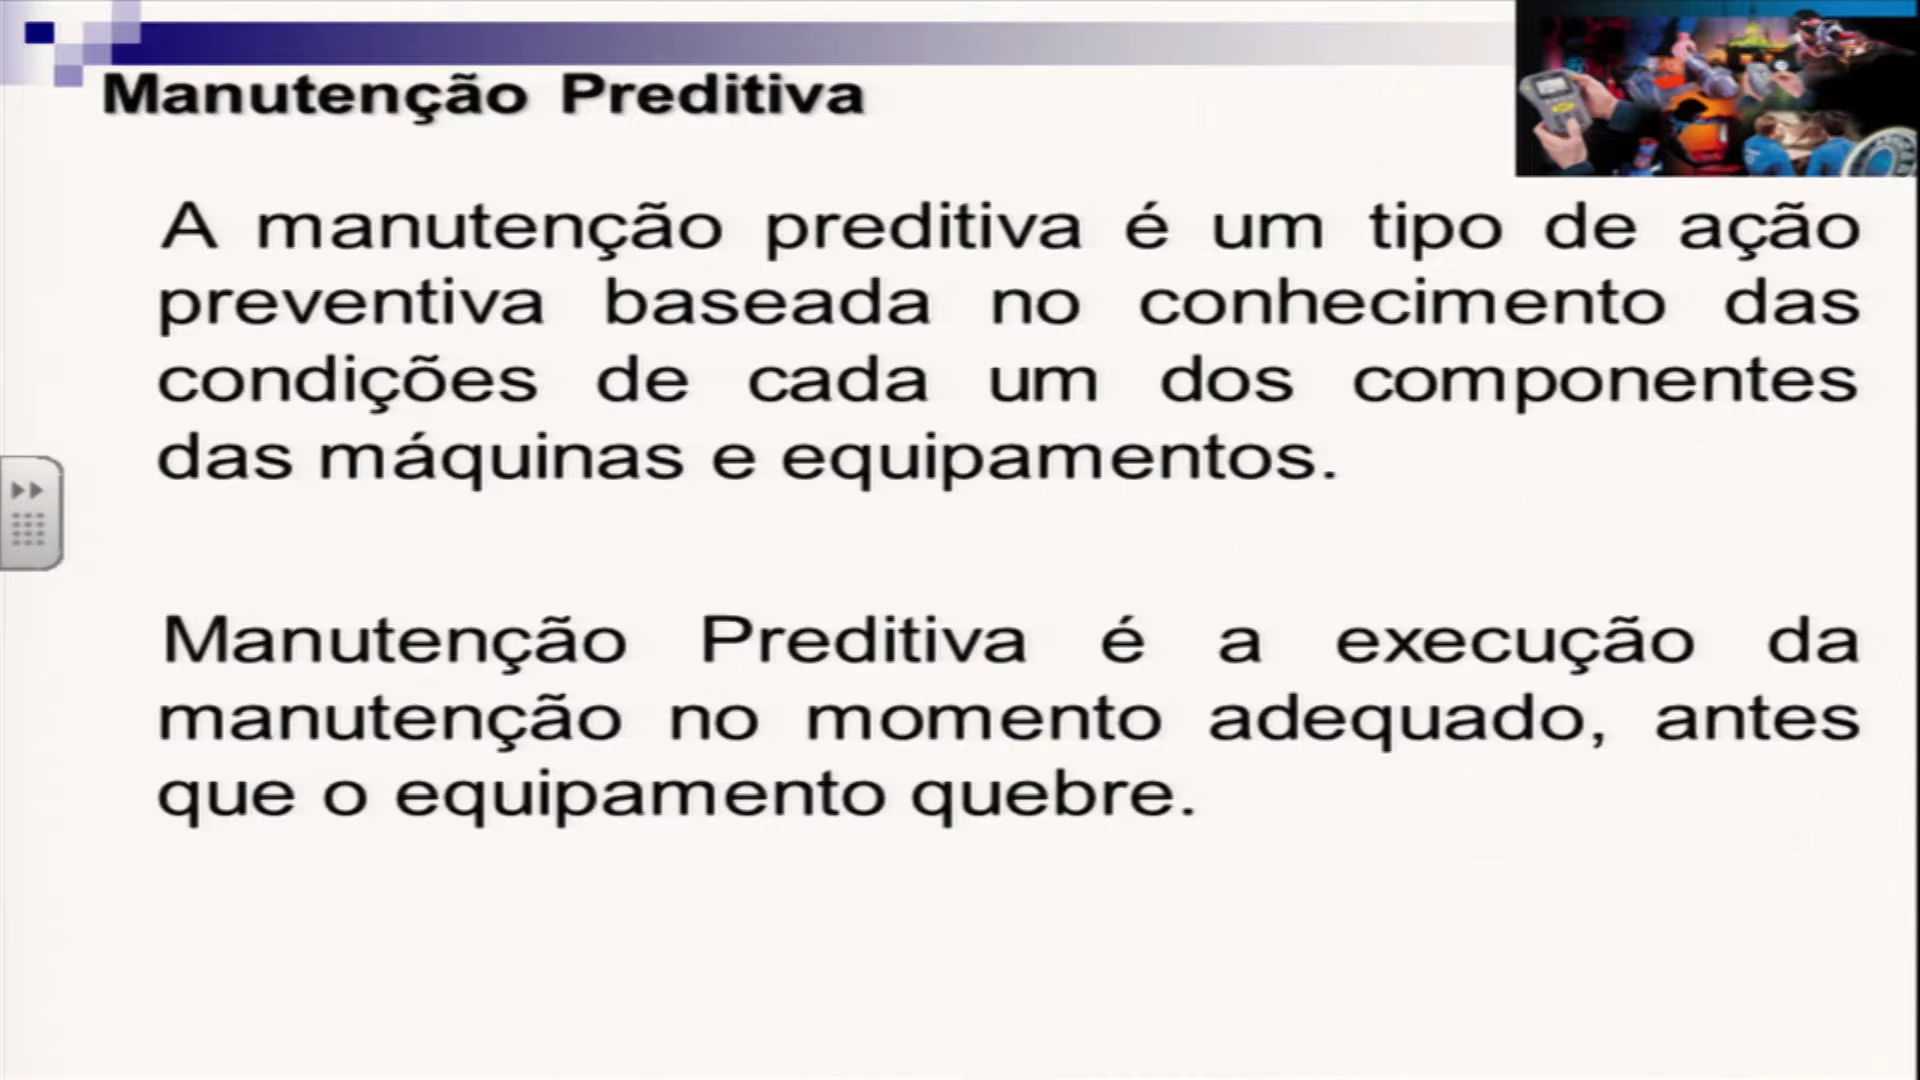 Manutenção Preditiva
A manutenção preditiva é um tipo de ação
preventiva baseada no conhecimento das
condições de cada um dos componentes
das máquinas e equipamentos.
Manutenção Preditiva é a execução da
manutenção no momento adequado, antes
que o equipamento quebre.